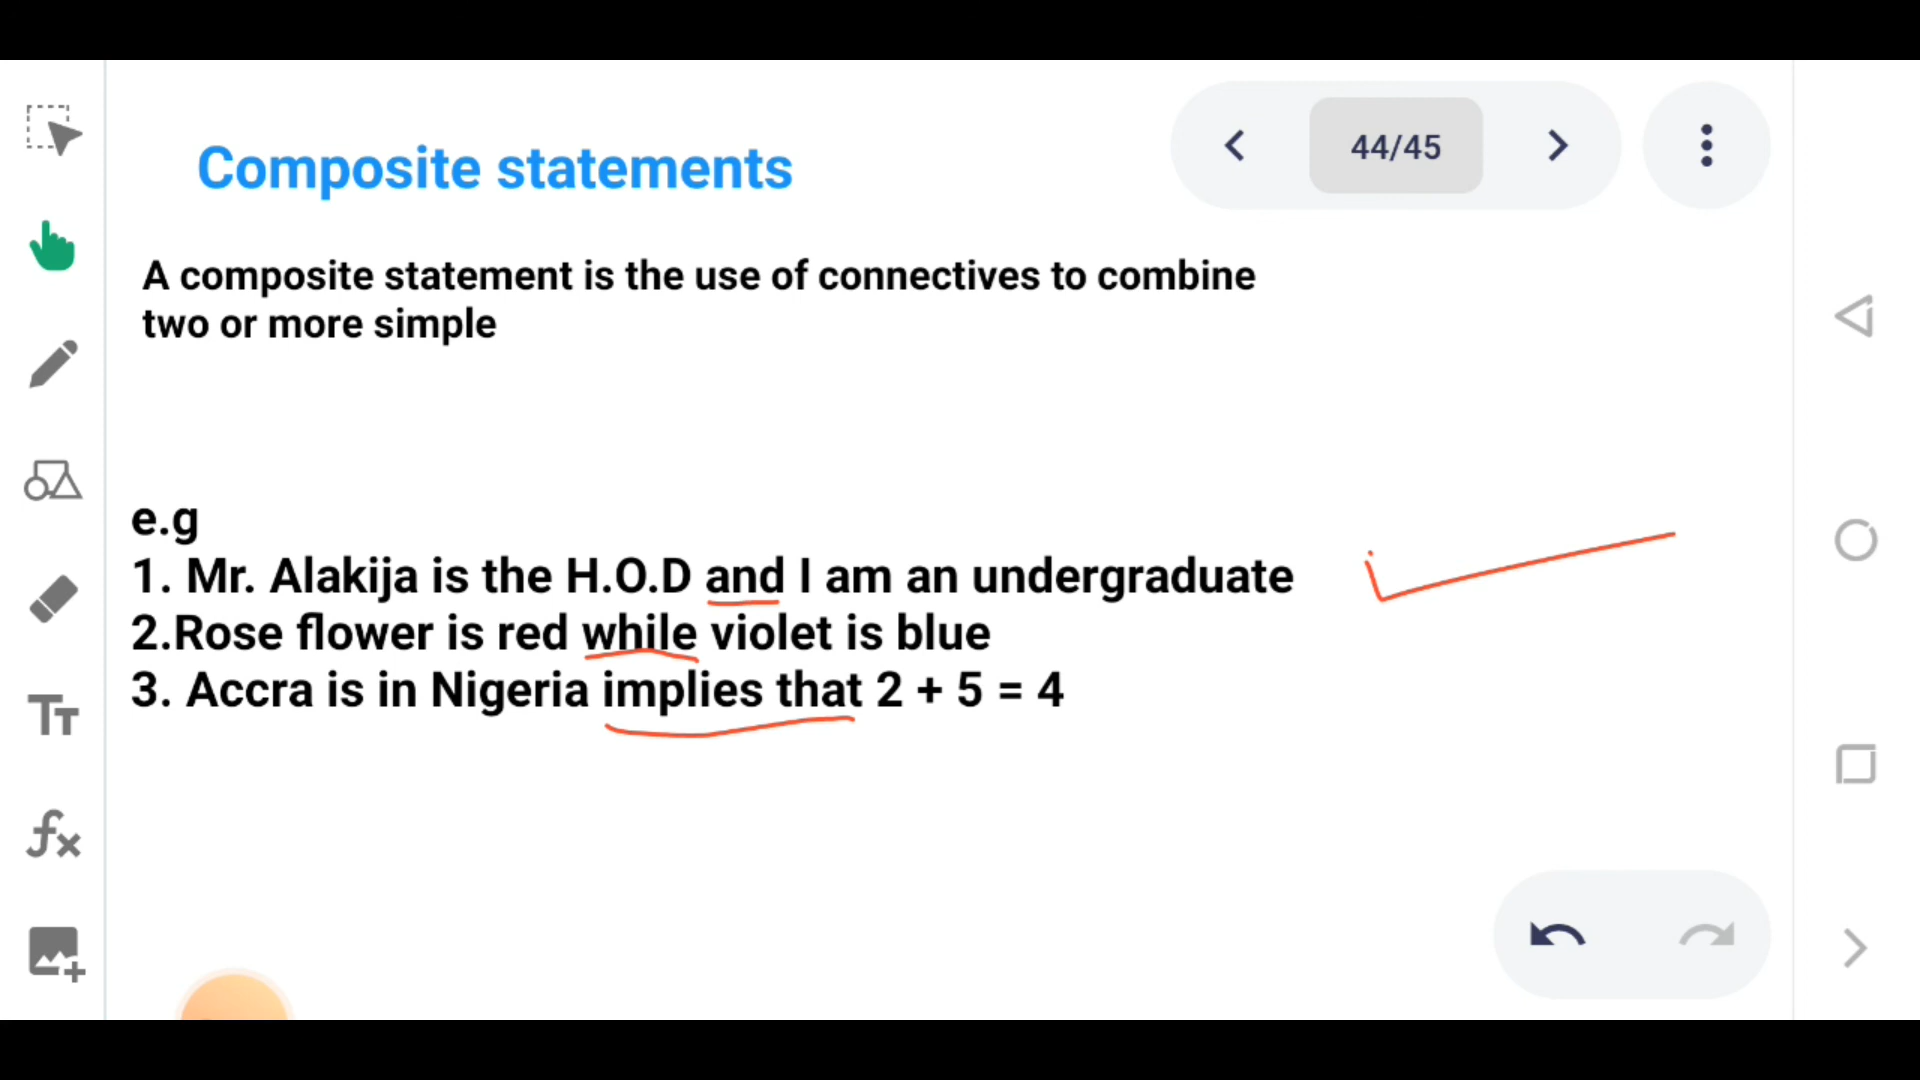 44/45
Composite statements
A composite statement is the use of connectives to combine
two or more simple
e.g
1. Mr. Alakija is the H.O.D and I am an undergraduate
2.Rose flower is red while violet is blue
3. Accra is in Nigeria implies that 2 + 5 = 4
Tт
fx